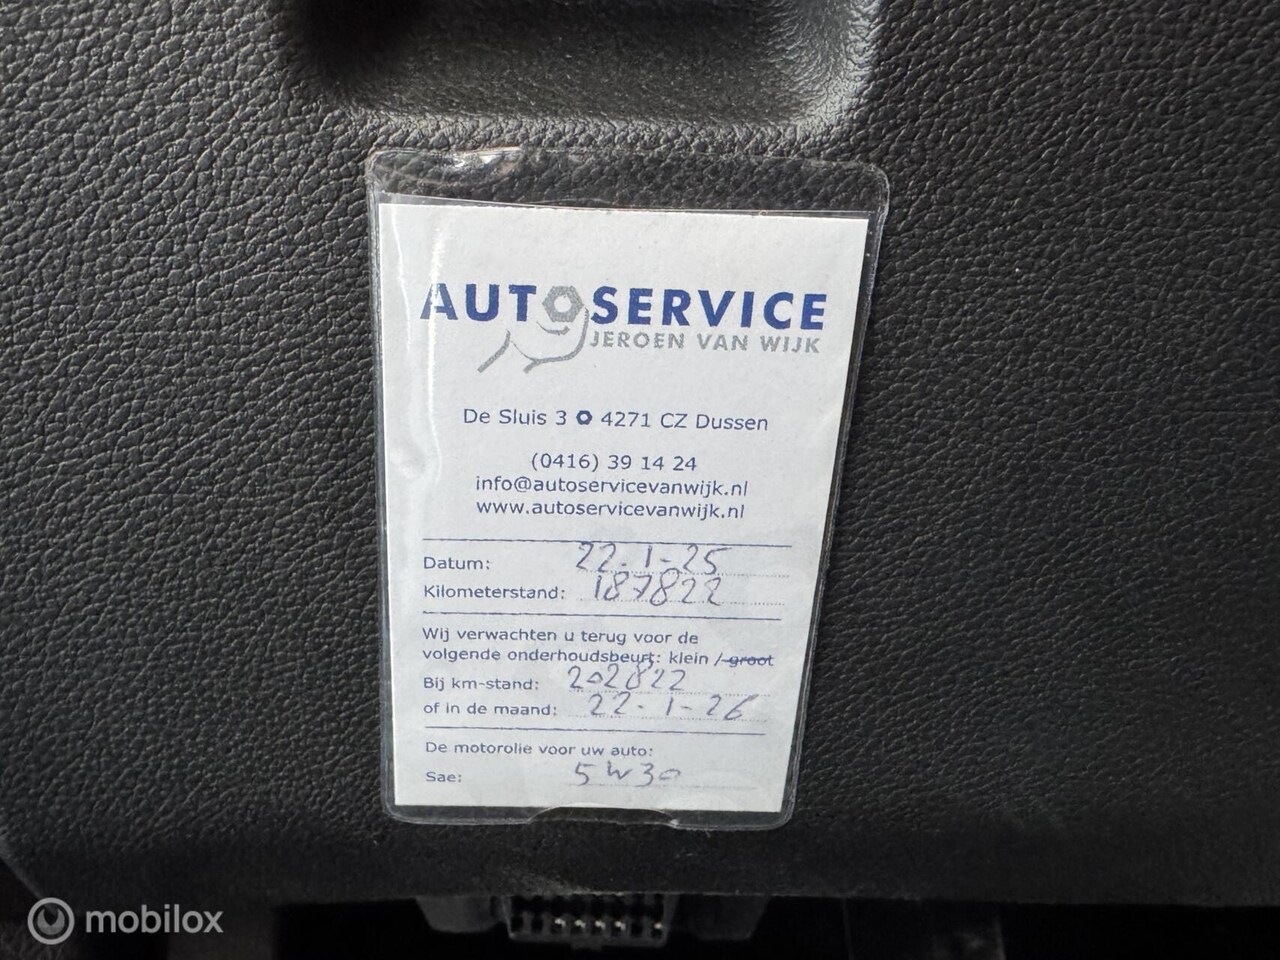 AUTOSERVICE
JEROEN VAN WIJK
De Sluis 3 4271 CZ Dussen
(0416) 39 14 24
info@autoservicevanwijk.nl
www.autoservicevanwijk.nl
Datum: 22-1-25
Kilometerstand: 187822
Wij verwachten u terug voor de
volgende onderhoudsbeurt: klein / groot
Bij km-stand: 202822
of in de maand: 22-1-26
De motorolie voor uw auto:
Sae: 5W30
mobilox